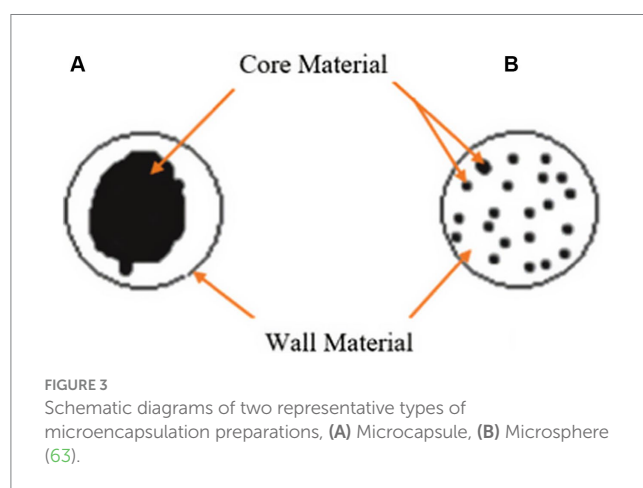 A
Core Material
B
Wall Material
FIGURE 3
Schematic diagrams of two representative types of
microencapsulation preparations, (A) Microcapsule, (B) Microsphere
(63).